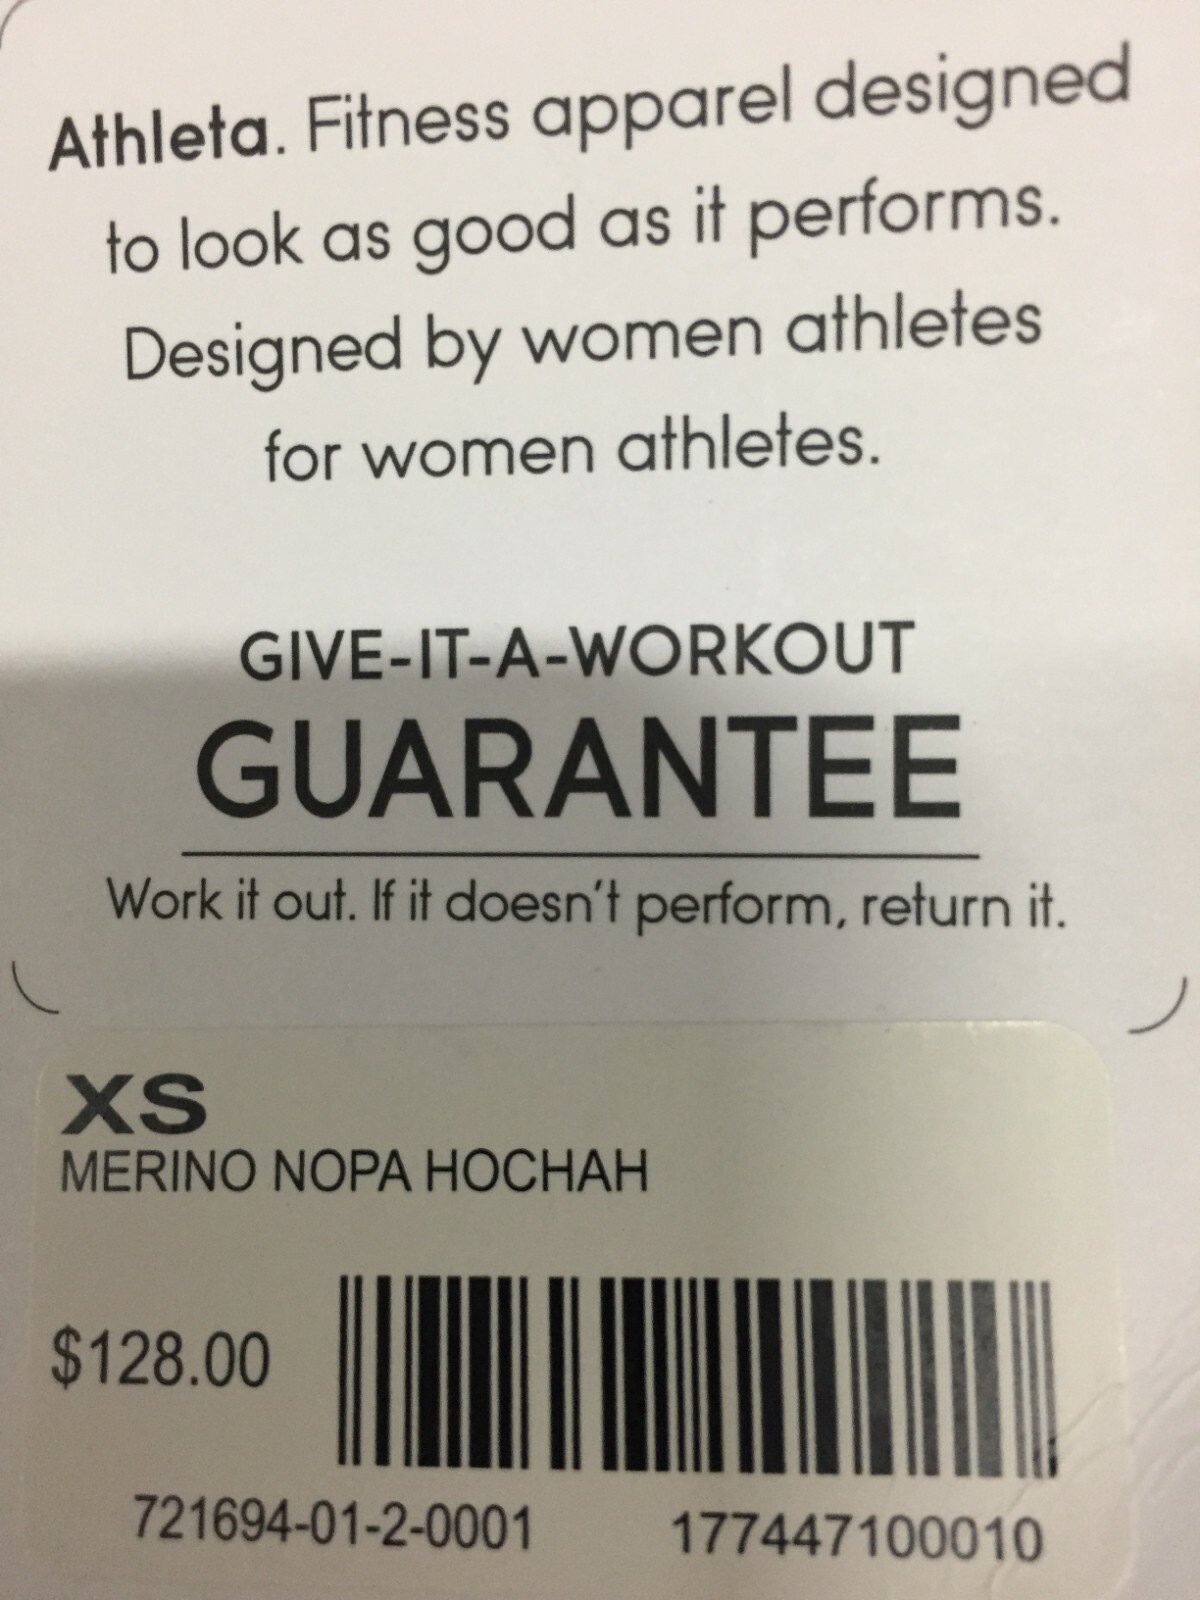 Athleta. Fitness apparel designed
to look as good as it performs.
Designed by women athletes
for women athletes.
GIVE-IT-A-WORKOUT
GUARANTEE
Work it out. If it doesn't perform, return it.
XS
MERINO NOPA HOCHAH
$128.00
721694-01-2-0001 177447100010